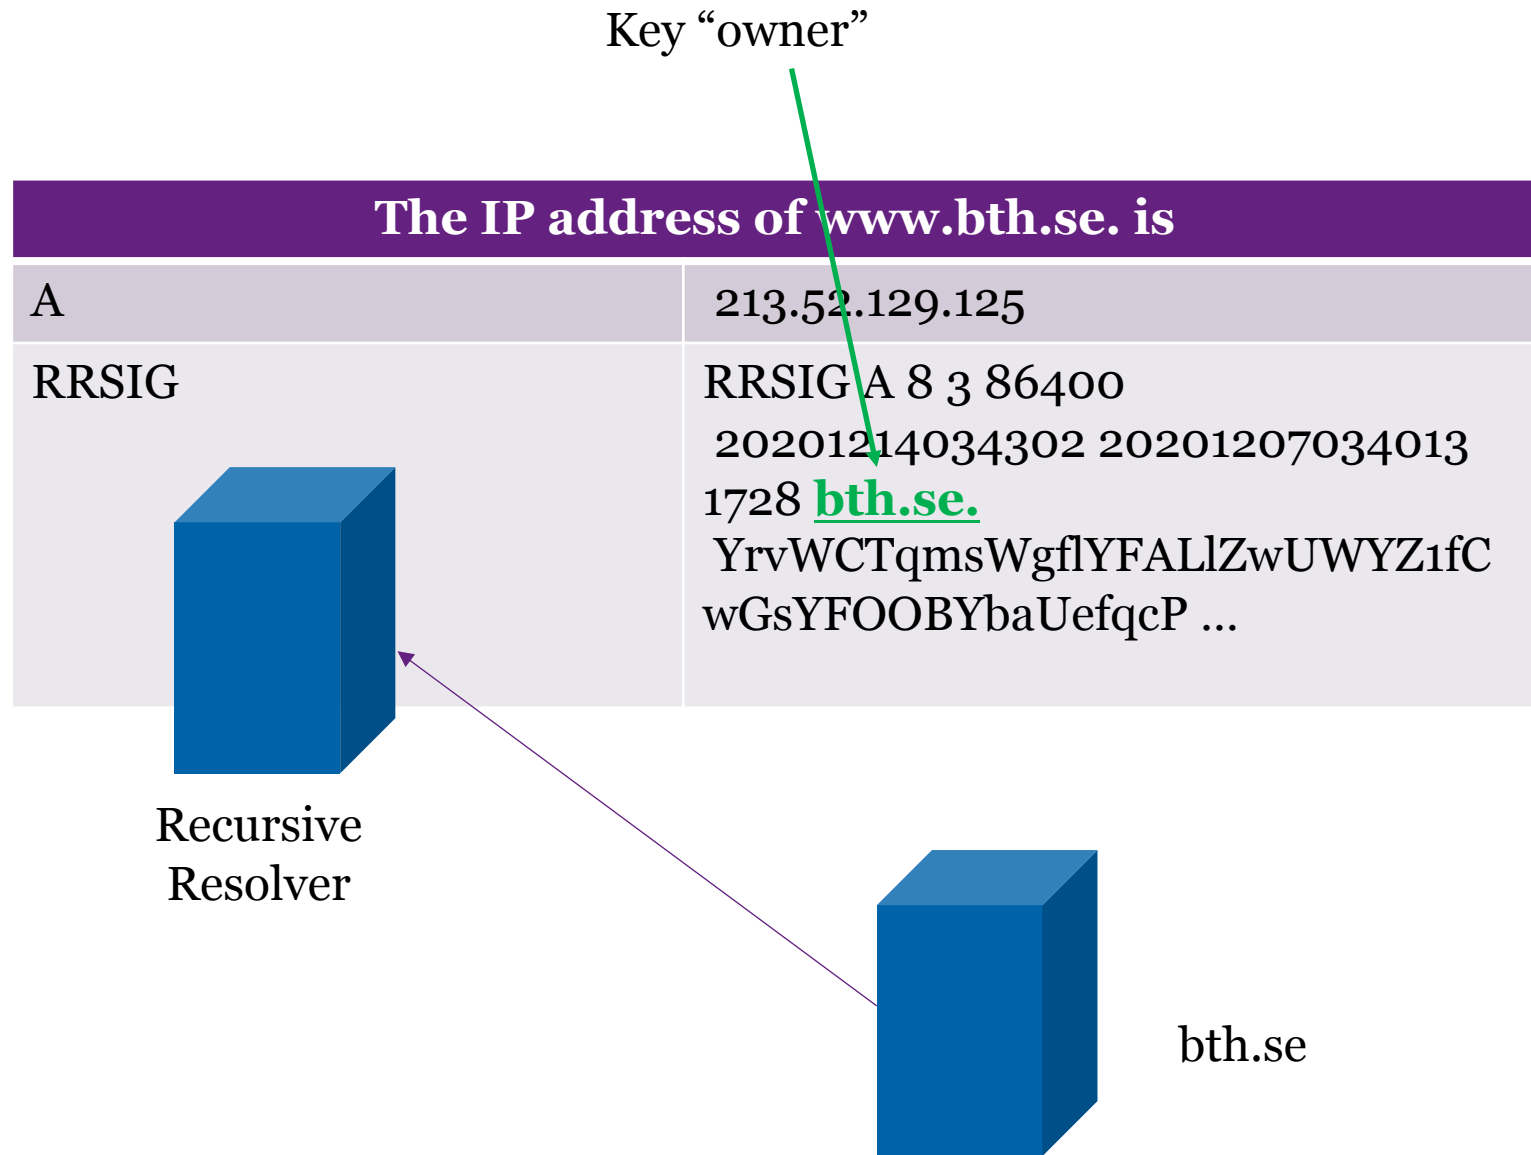 Key “owner”
The IP address of www.bth.se. is
A
213.52.129.125
RRSIG
RRSIG A 8 3 86400
20201214034302 20201207034013
1728 bth.se.
YrvWCTqmsWgflYFALlZwUWYZ1fC
wGsYFOOBYbaUefqcP ...
Recursive
Resolver
bth.se